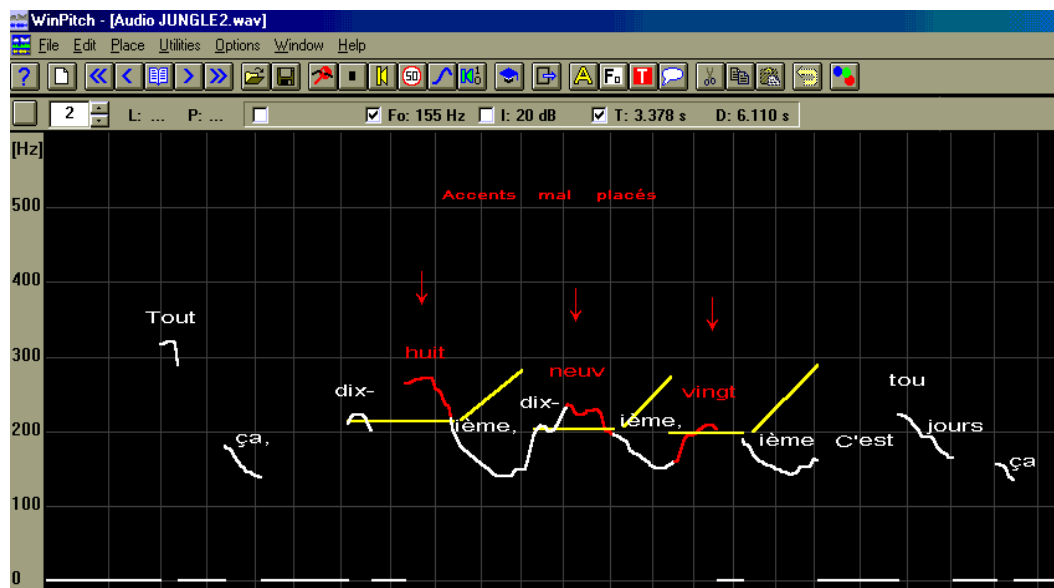 WinPitch - [Audio JUNGLE2.wav]
File Edit Place Utilities Options Window Help
? 50 A Fo T
2 L: ... P: ... Fo: 155 Hz I: 20 dB T: 3.378 s D: 6.110 s
[Hz]
Accents mal placés
500
400
Tout
huit
300
neuv
dix-
dix-
vingt
tou
200
ième,
ième,
ième
C'est
jours
ça,
ça
100
0